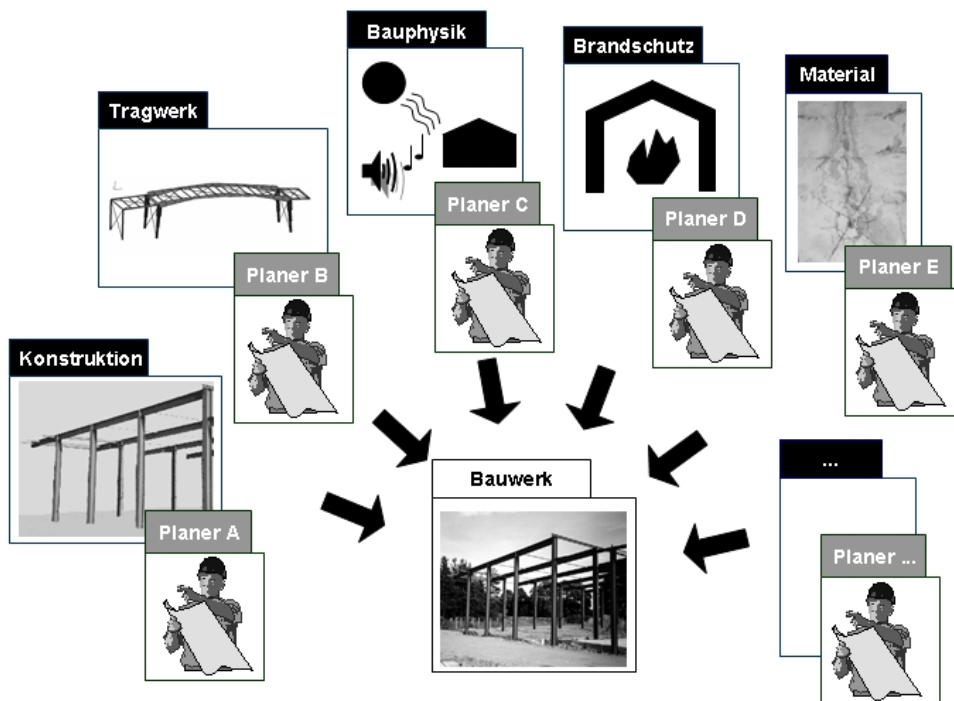 Bauphysik
Brandschutz
Material
Tragwerk
Planer C
Planer D
Planer B
Planer E
Konstruktion
...
Bauwerk
Planer A
Planer ...